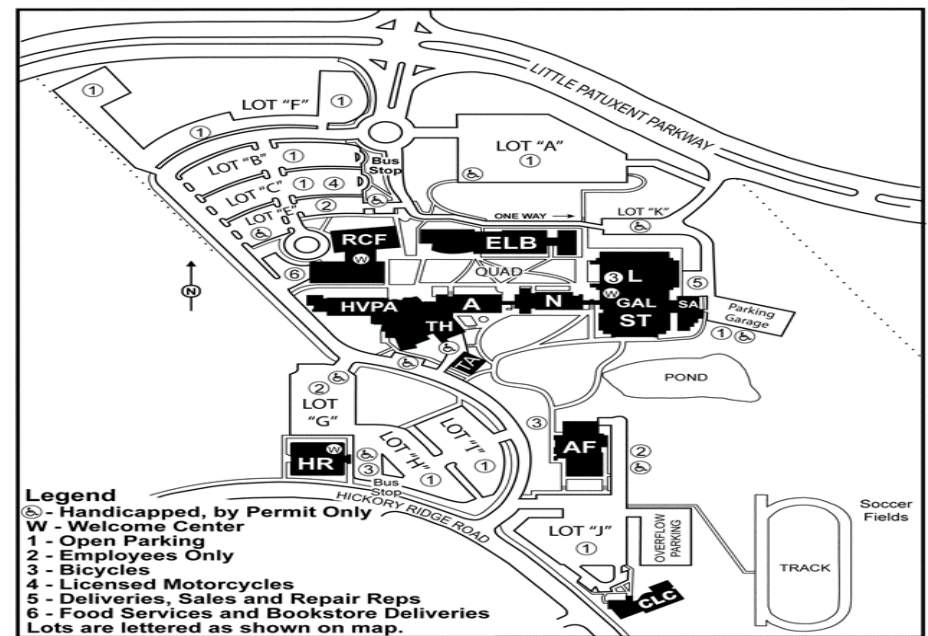 LITTLE PATUXENT PARKWAY
1
LOT "F"
1
1
LOT "A"
1
LOT "B"
1
Bus
Stop
LOT "C"
1
4
LOT "E"
2
ONE WAY
LOT "K"
RCF
W
ELB
6
QUAD
3
L
W
GAL
ST
5
SA
HVPA
A
N
TH
TA
Parking
Garage
1
N
POND
2
LOT
"G"
LOT "H"
1
LOT "I"
1
3
AF
2
HR
W
3
Bus
Stop
HICKORY RIDGE ROAD
LOT "J"
1
OVERFLOW
PARKING
Soccer
Fields
TRACK
CLC
Legend
- Handicapped, by Permit Only
W - Welcome Center
1 - Open Parking
2 - Employees Only
3 - Bicycles
4 - Licensed Motorcycles
5 - Deliveries, Sales and Repair Reps
6 - Food Services and Bookstore Deliveries
Lots are lettered as shown on map.